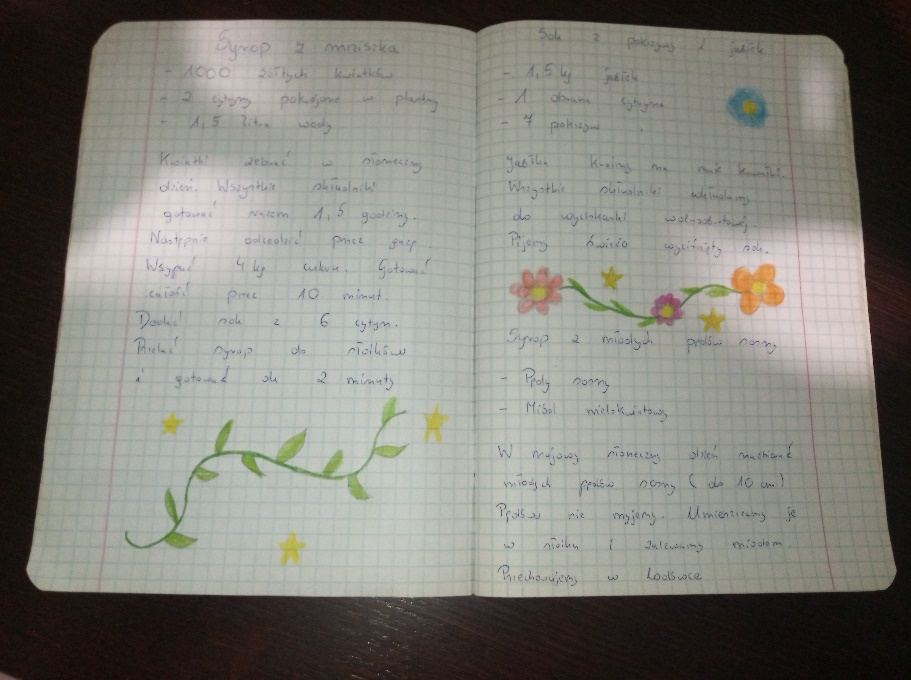 Syrop z mniszka
- 1000 żółtych kwiatków
- 2 cytryny pokrojone w plastry
- 1,5 litra wody
Kwiatki zebrać w słoneczny
dzień. Wszystkie składniki
gotować razem 1,5 godziny.
Następnie odcedzić przez gazę.
Wsypać 4 kg cukru. Gotować
całość przez 10 minut.
Dodać sok z 6 cytryn.
Przelać syrop do słoików
i gotować ok 2 minuty
Sok z pokrzywy i jabłek
- 1,5 kg jabłek
- 1 obrana cytryna
- 7 pokrzyw
Jabłka kroimy na małe kawałki.
Wszystkie składniki wkładamy
do wyciskarki wolnoobrotowej
Pijemy świeżo wyciśnięty sok.
Syrop z młodych pędów sosny
- Pędy sosny
- Miód wielokwiatowy
W majowy słoneczny dzień nazbierać
młodych pędów sosny (do 10 cm)
Pędów nie myjemy. Umieszczamy je
w słoiku i zalewamy miodem.
Przechowujemy w lodówce